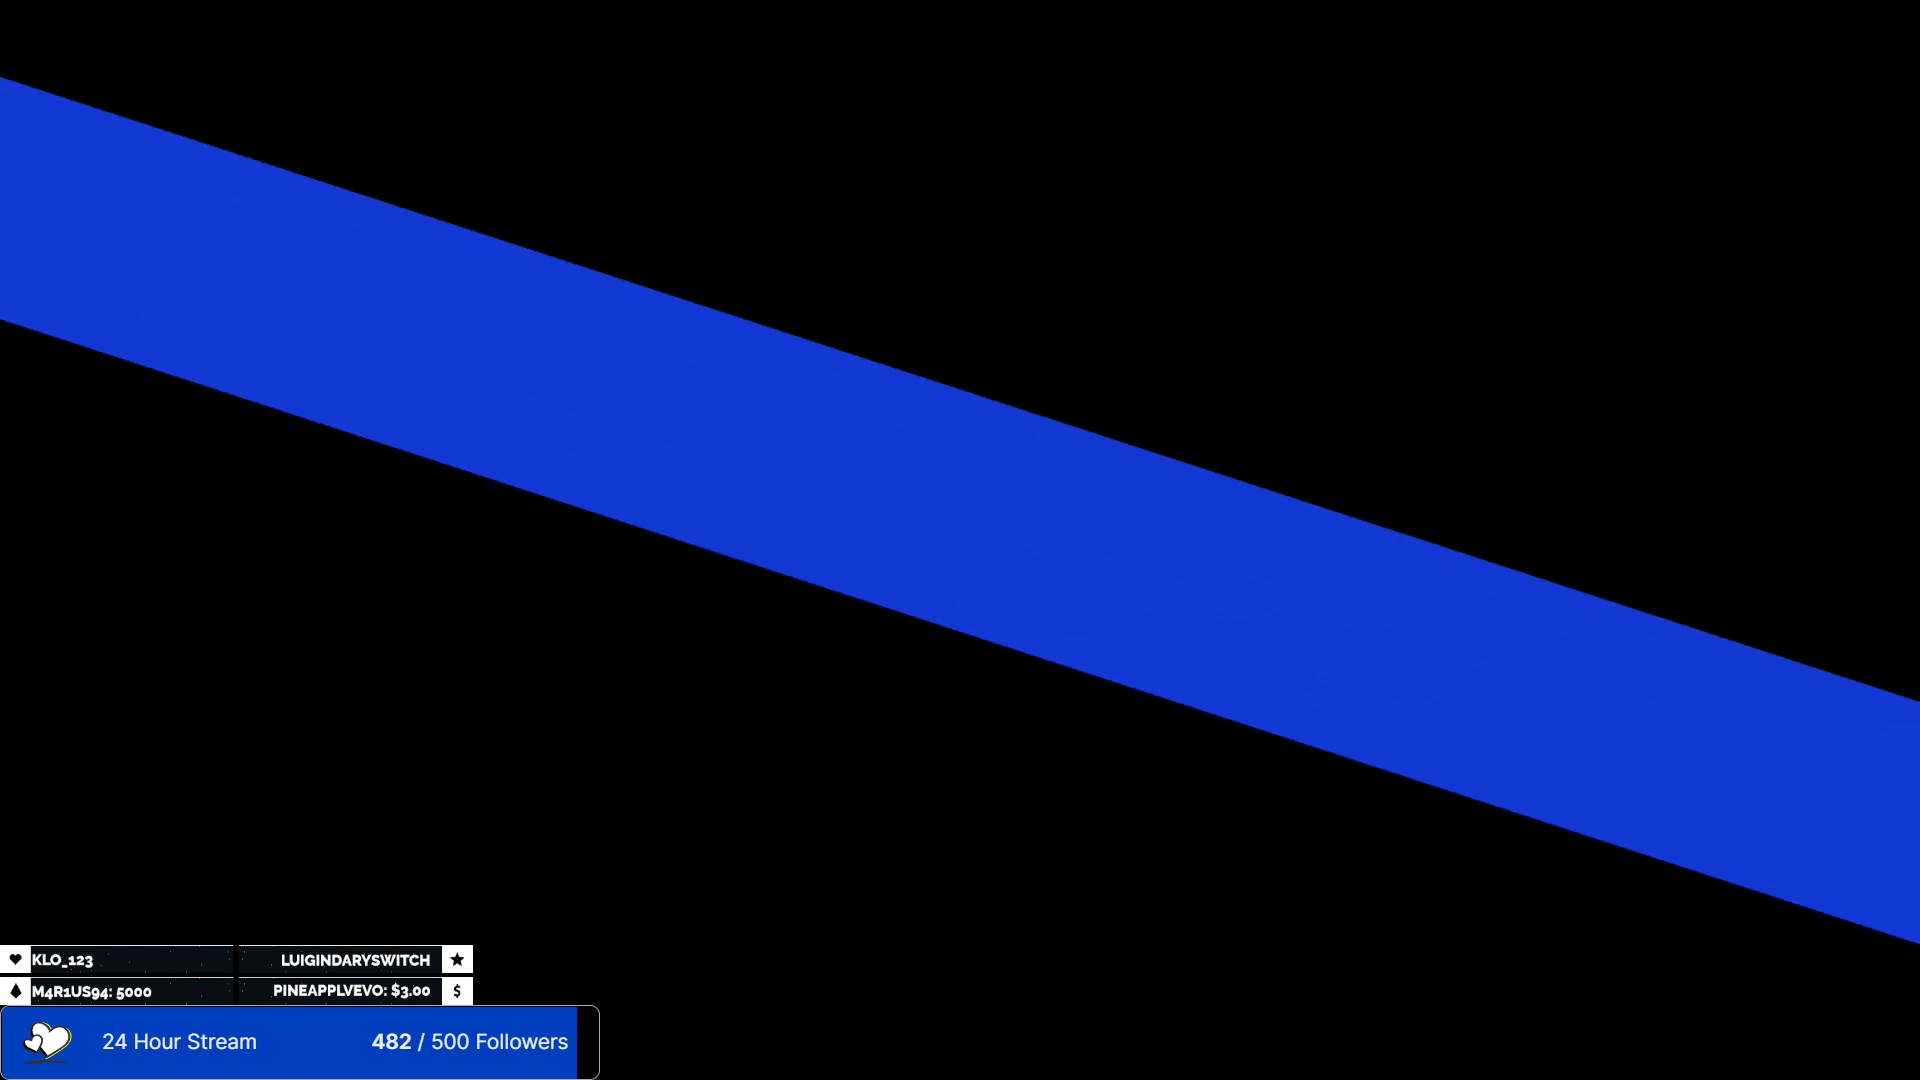 KLO_123
LUIGINDARYSWITCH
M4R1US94: 5000
PINEAPPLVEVO: $3.00
$
24 Hour Stream
482 / 500 Followers